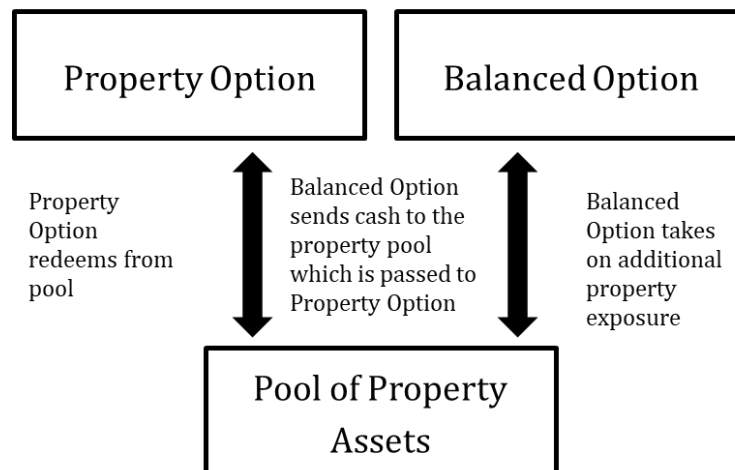 Property Option
Balanced Option
Property
Option
redeems from
pool
Balanced Option
sends cash to the
property pool
which is passed to
Property Option
Balanced
Option takes
on additional
property
exposure
Pool of Property
Assets